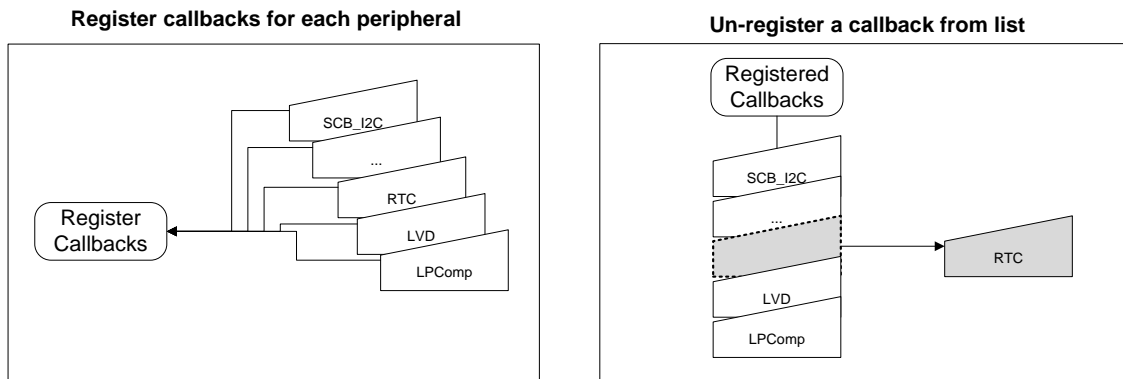 Register callbacks for each peripheral
SCB_I2C
...
RTC
LVD
LPComp
Register
Callbacks
Un-register a callback from list
Registered
Callbacks
SCB_I2C
...
RTC
LVD
LPComp